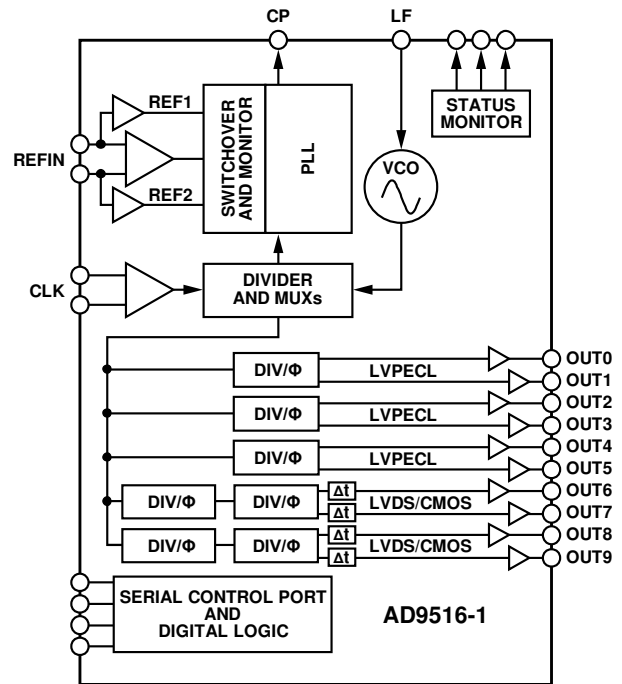 CP
LF
REF1
REFIN
REF2
SWITCHOVER
AND MONITOR
PLL
STATUS
MONITOR
VCO
CLK
DIVIDER
AND MUXs
DIV/Φ
LVPECL
OUT0
OUT1
DIV/Φ
LVPECL
OUT2
OUT3
DIV/Φ
LVPECL
OUT4
OUT5
DIV/Φ
DIV/Φ
Δt
Δt
LVDS/CMOS
OUT6
OUT7
DIV/Φ
DIV/Φ
Δt
Δt
LVDS/CMOS
OUT8
OUT9
SERIAL CONTROL PORT
AND
DIGITAL LOGIC
AD9516-1